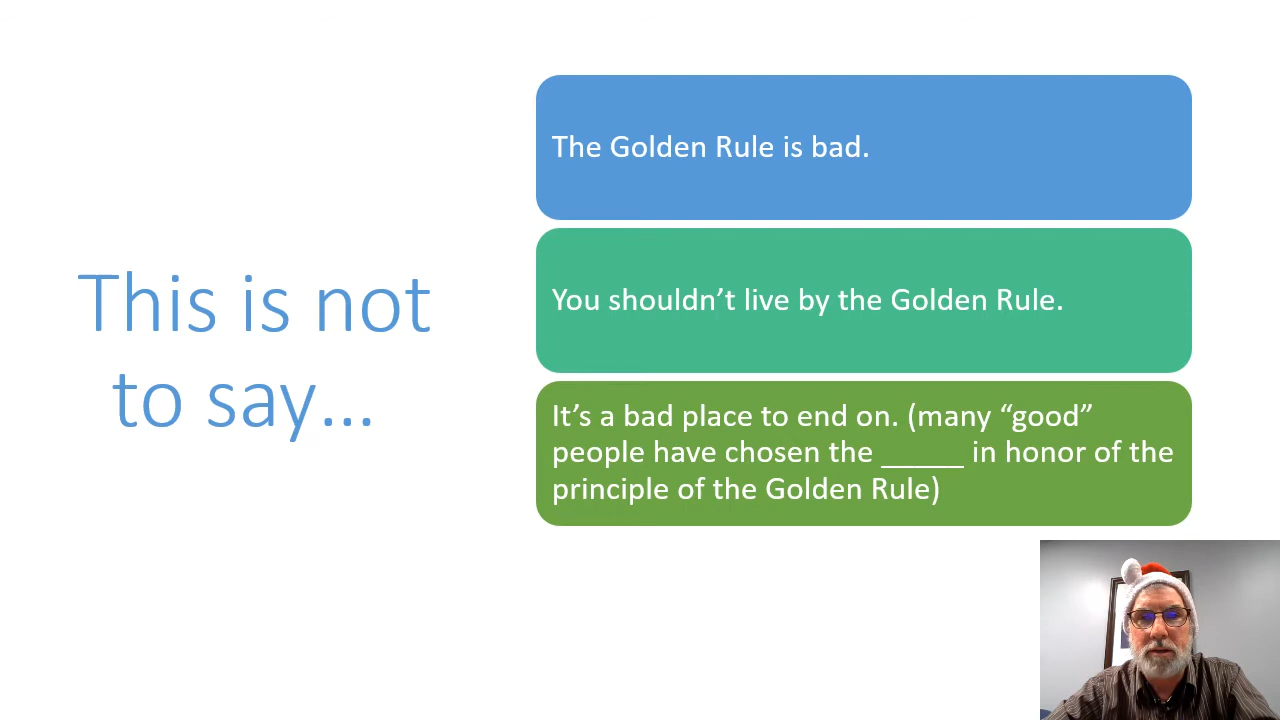 This is not
to say...
The Golden Rule is bad.
You shouldn’t live by the Golden Rule.
It’s a bad place to end on. (many “good”
people have chosen the _____ in honor of the
principle of the Golden Rule)